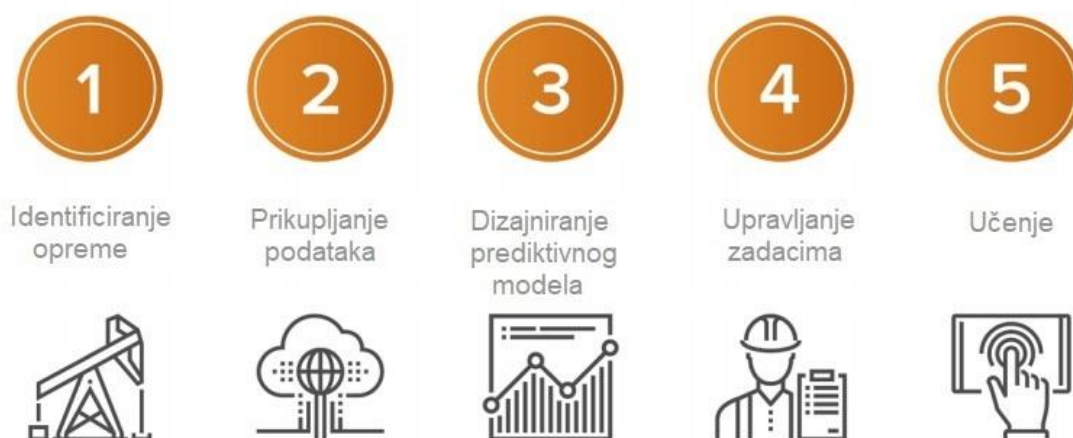 1
2
3
4
5
Identificiranje
opreme
Prikupljanje
podataka
Dizajniranje
prediktivnog
modela
Upravljanje
zadacima
Učenje